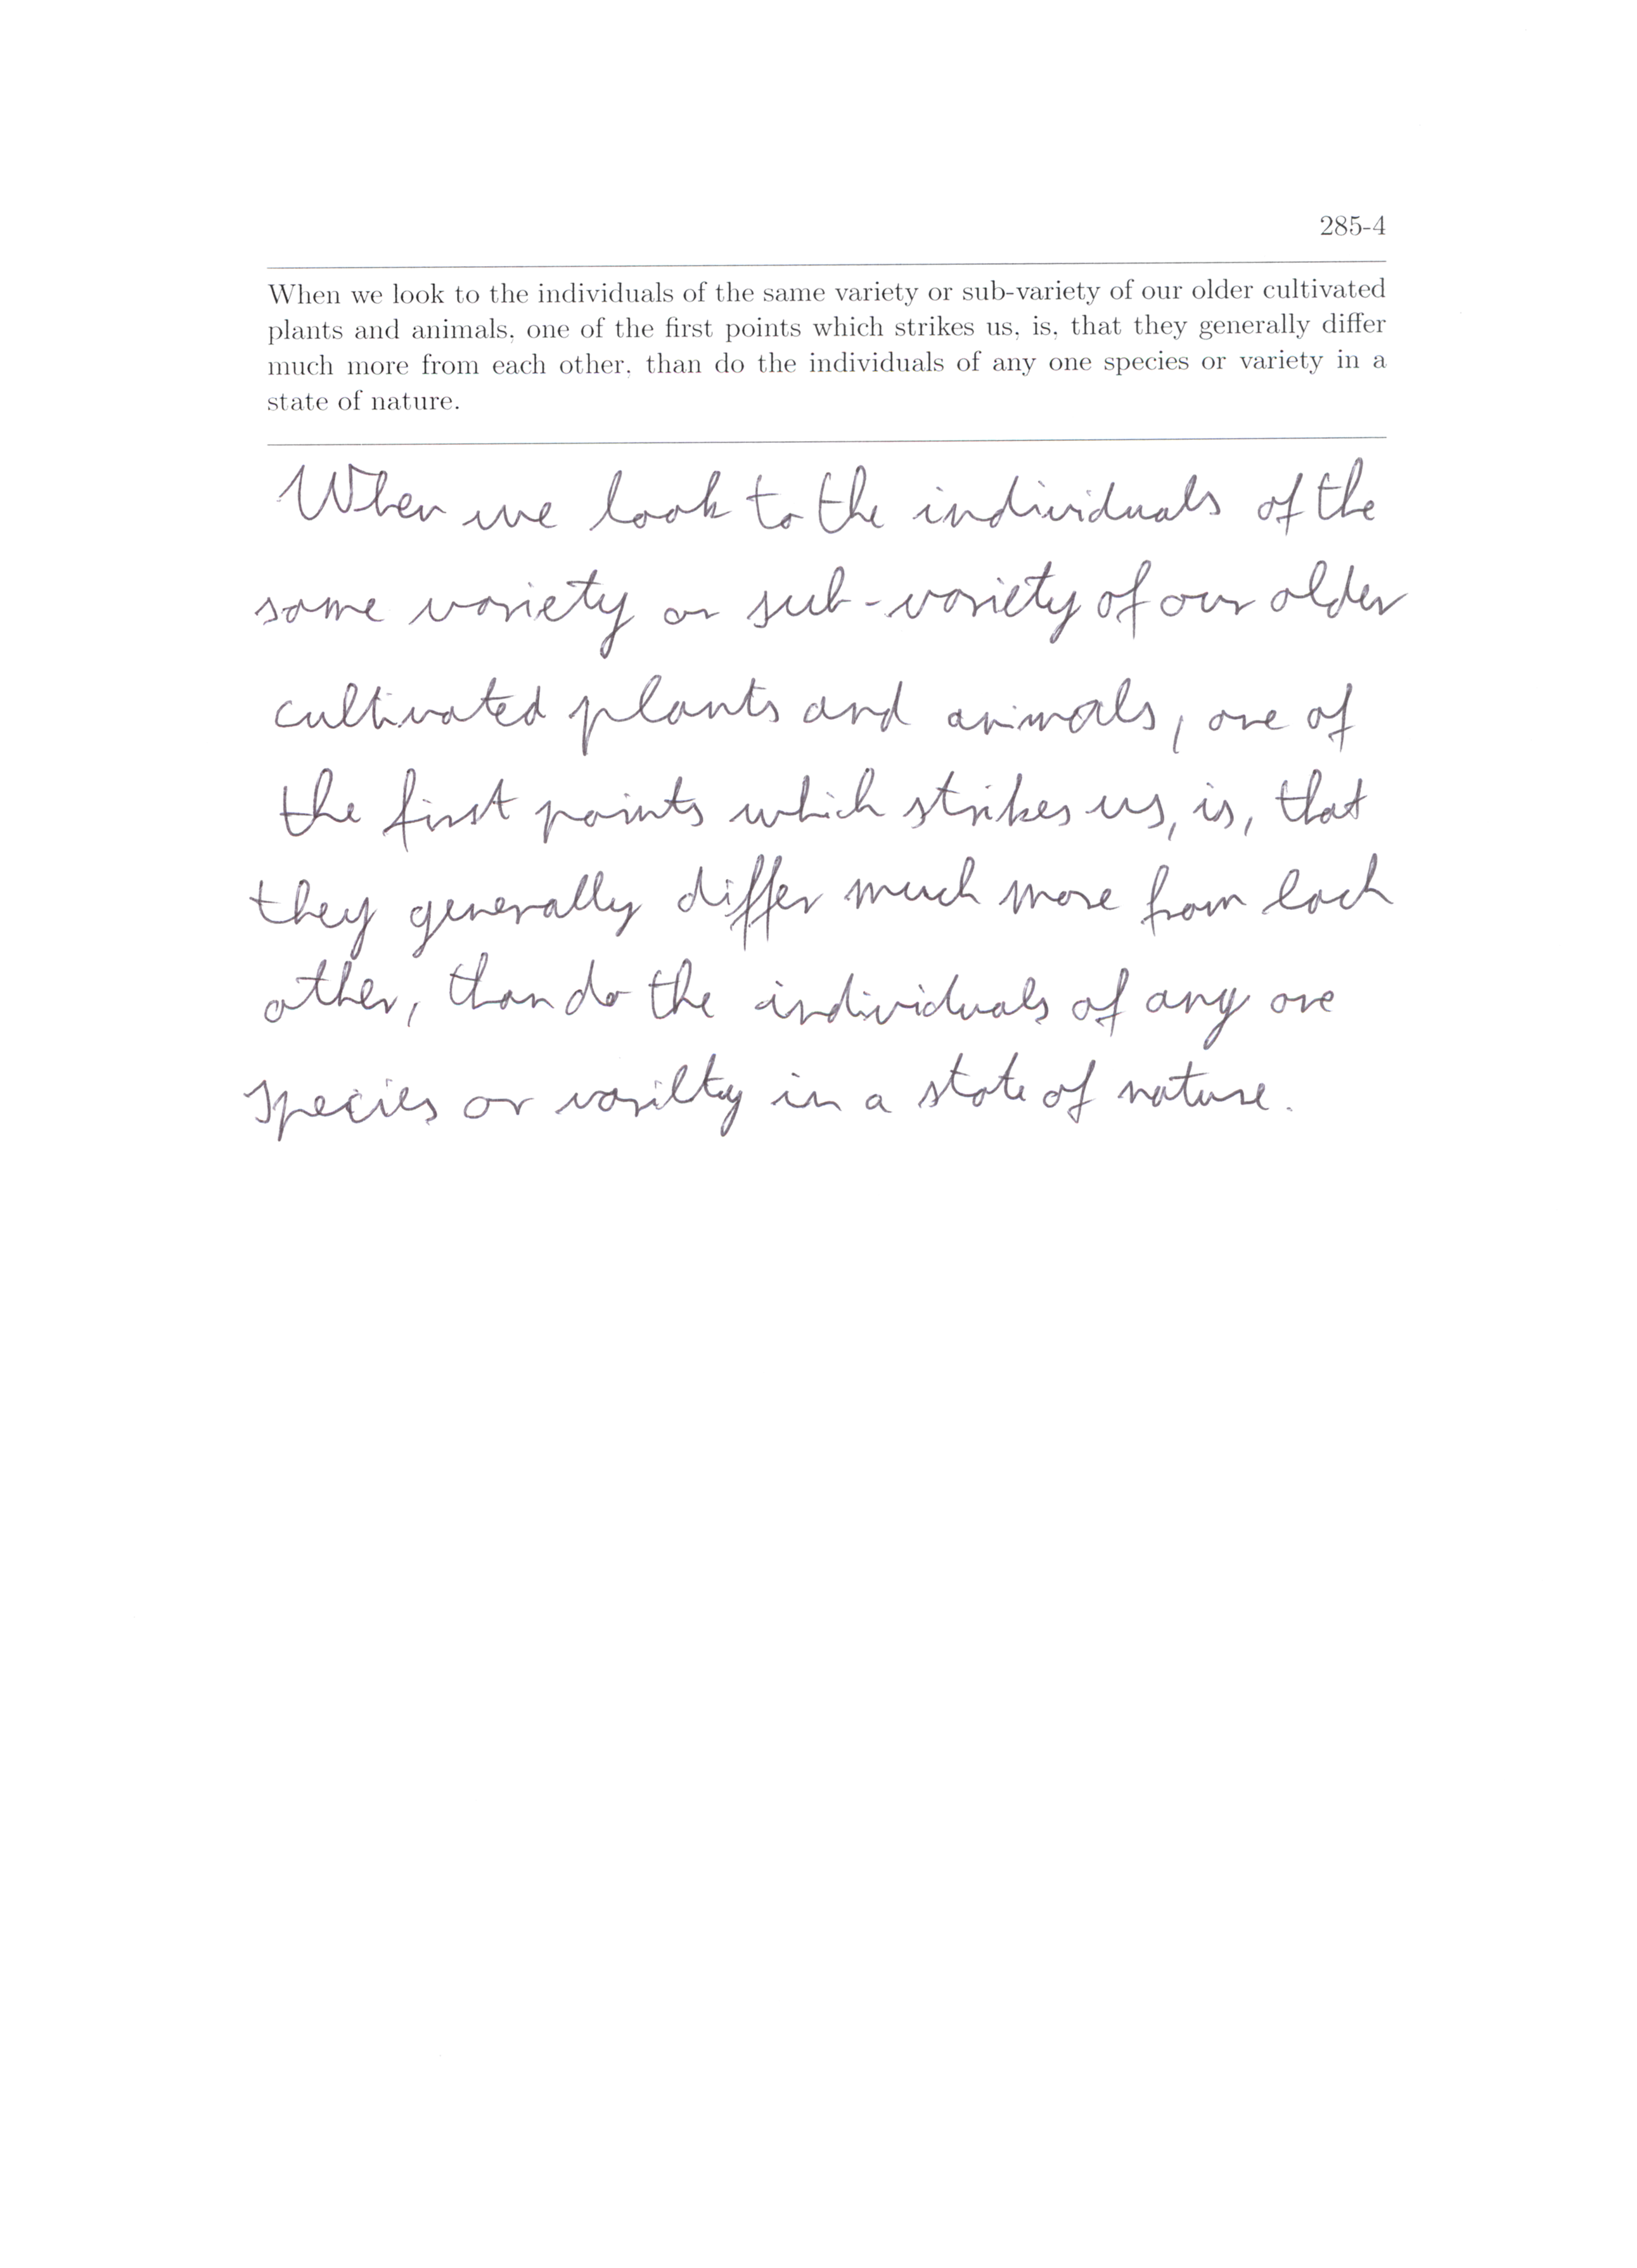 285-4
When we look to the individuals of the same variety or sub-variety of our older cultivated
plants and animals, one of the first points which strikes us, is, that they generally differ
much more from each other, than do the individuals of any one species or variety in a
state of nature.
When we look to the individuals of the
same variety or sub-variety of our older
cultivated plants and animals, one of
the first points which strikes us, is, that
they generally differ much more from each
other, than do the individuals of any one
species or variety in a state of nature.